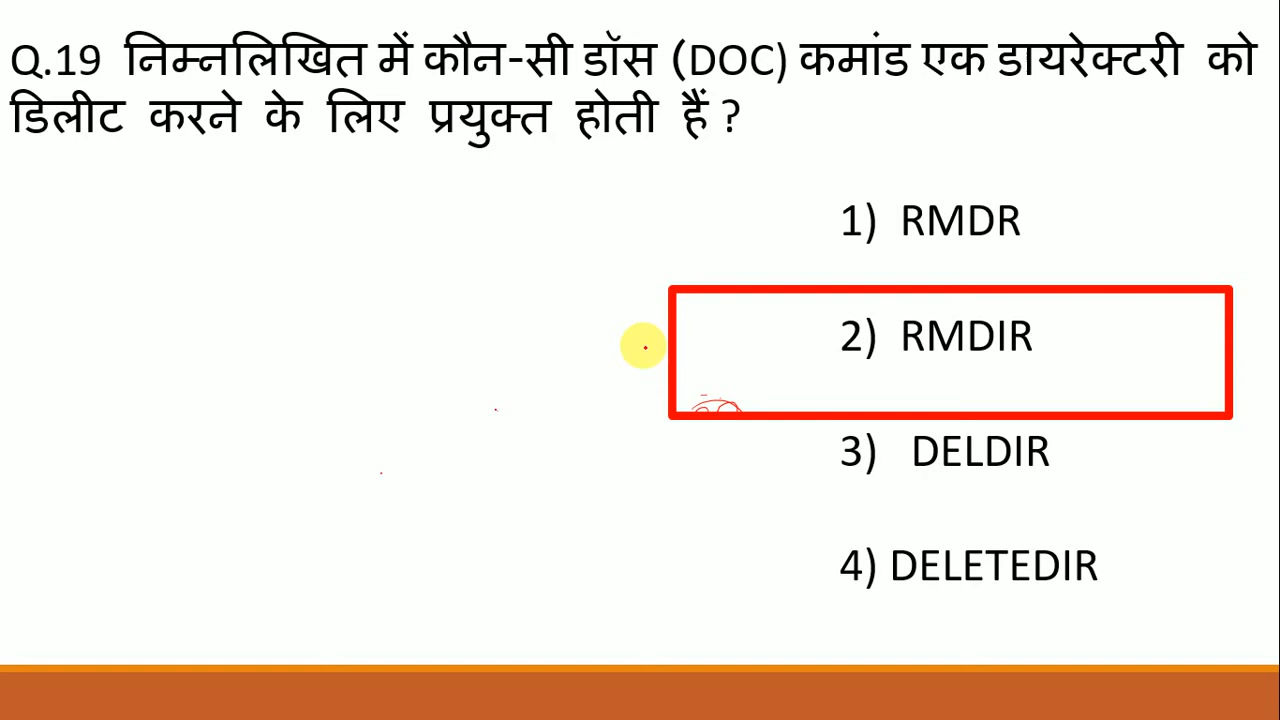 Q.19 निम्नलिखित में कौन-सी डॉस (DOC) कमांड एक डायरेक्टरी को
डिलीट करने के लिए प्रयुक्त होती हैं ?
1) RMDR
2) RMDIR
3) DELDIR
4) DELETEDIR